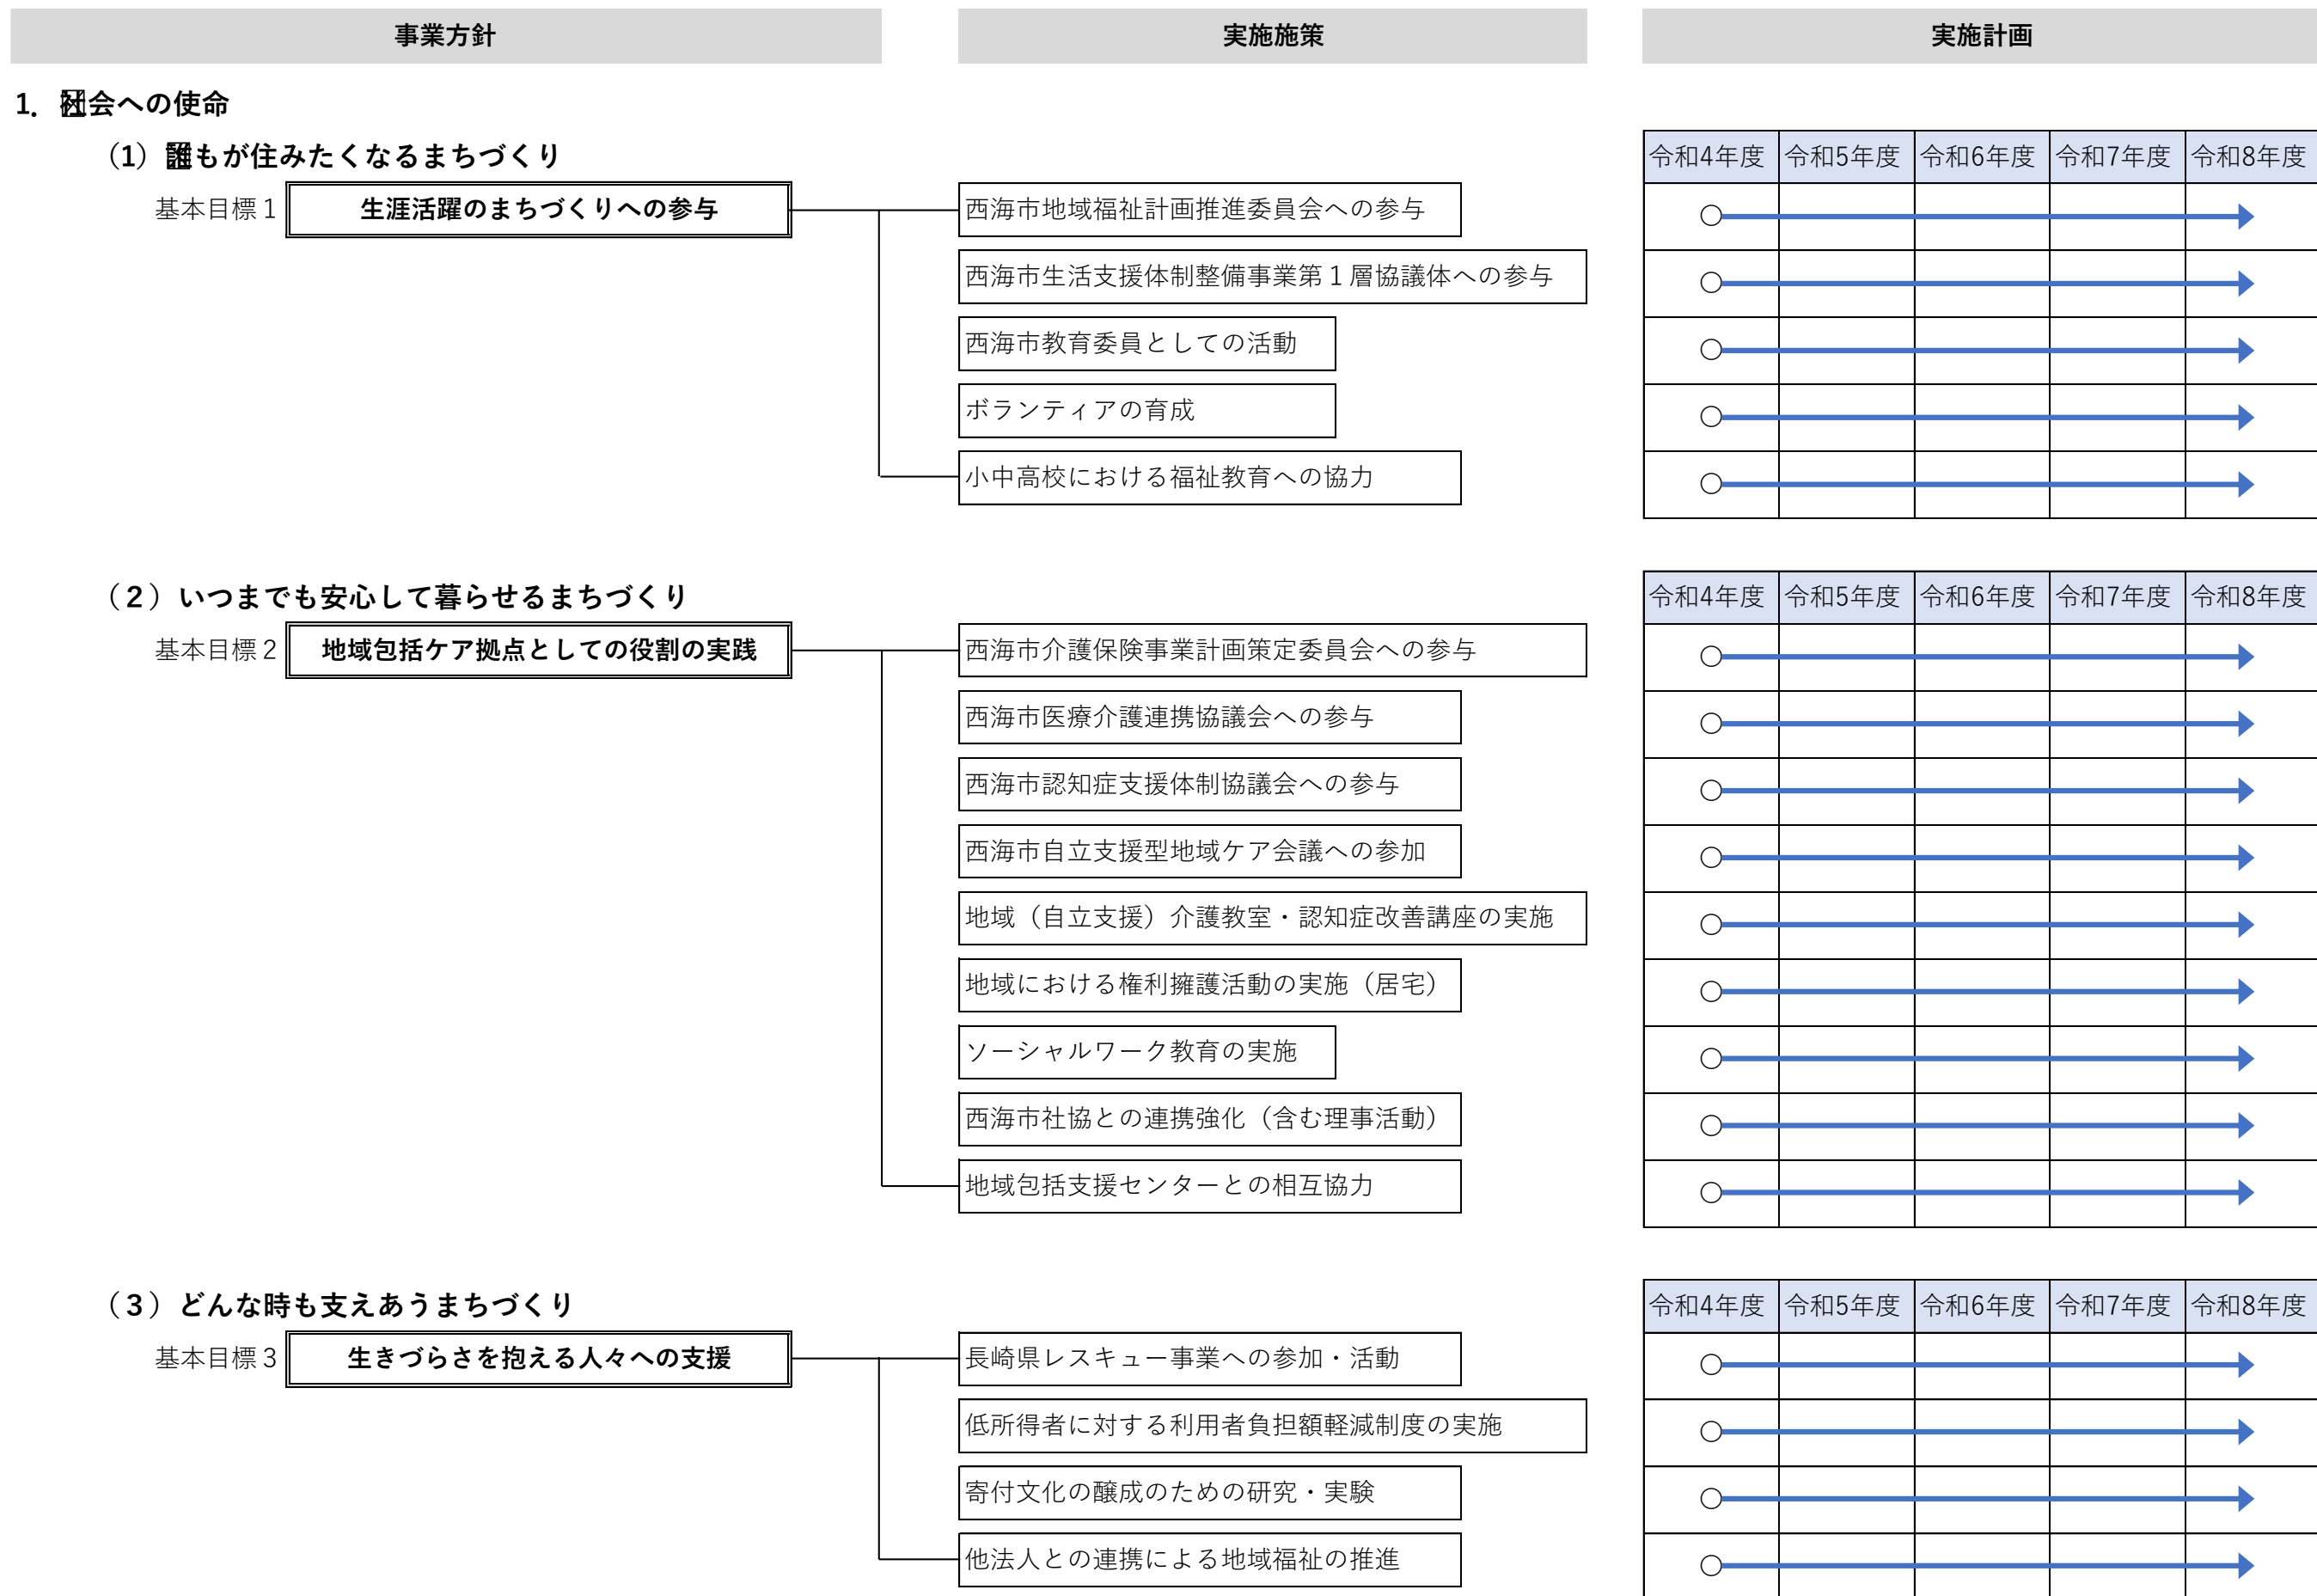 事業方針 実施施策 実施計画
1. 社会への使命
（1）誰もが住みたくなるまちづくり
令和4年度 令和5年度 令和6年度 令和7年度 令和8年度
基本目標１ 生涯活躍のまちづくりへの参与 西海市地域福祉計画推進委員会への参与
○
西海市生活支援体制整備事業第１層協議体への参与
○
西海市教育委員としての活動
○
ボランティアの育成
○
小中高校における福祉教育への協力
○
（２）いつまでも安心して暮らせるまちづくり
令和4年度 令和5年度 令和6年度 令和7年度 令和8年度
基本目標２ 地域包括ケア拠点としての役割の実践 西海市介護保険事業計画策定委員会への参与
○
西海市医療介護連携協議会への参与
○
西海市認知症支援体制協議会への参与
○
西海市自立支援型地域ケア会議への参加
○
地域（自立支援）介護教室・認知症改善講座の実施
○
地域における権利擁護活動の実施（居宅）
○
ソーシャルワーク教育の実施
○
西海市社協との連携強化（含む理事活動）
○
地域包括支援センターとの相互協力
○
（３）どんな時も支えあうまちづくり
令和4年度 令和5年度 令和6年度 令和7年度 令和8年度
基本目標３ 生きづらさを抱える人々への支援 長崎県レスキュー事業への参加・活動
○
低所得者に対する利用者負担額軽減制度の実施
○
寄付文化の醸成のための研究・実験
○
他法人との連携による地域福祉の推進
○